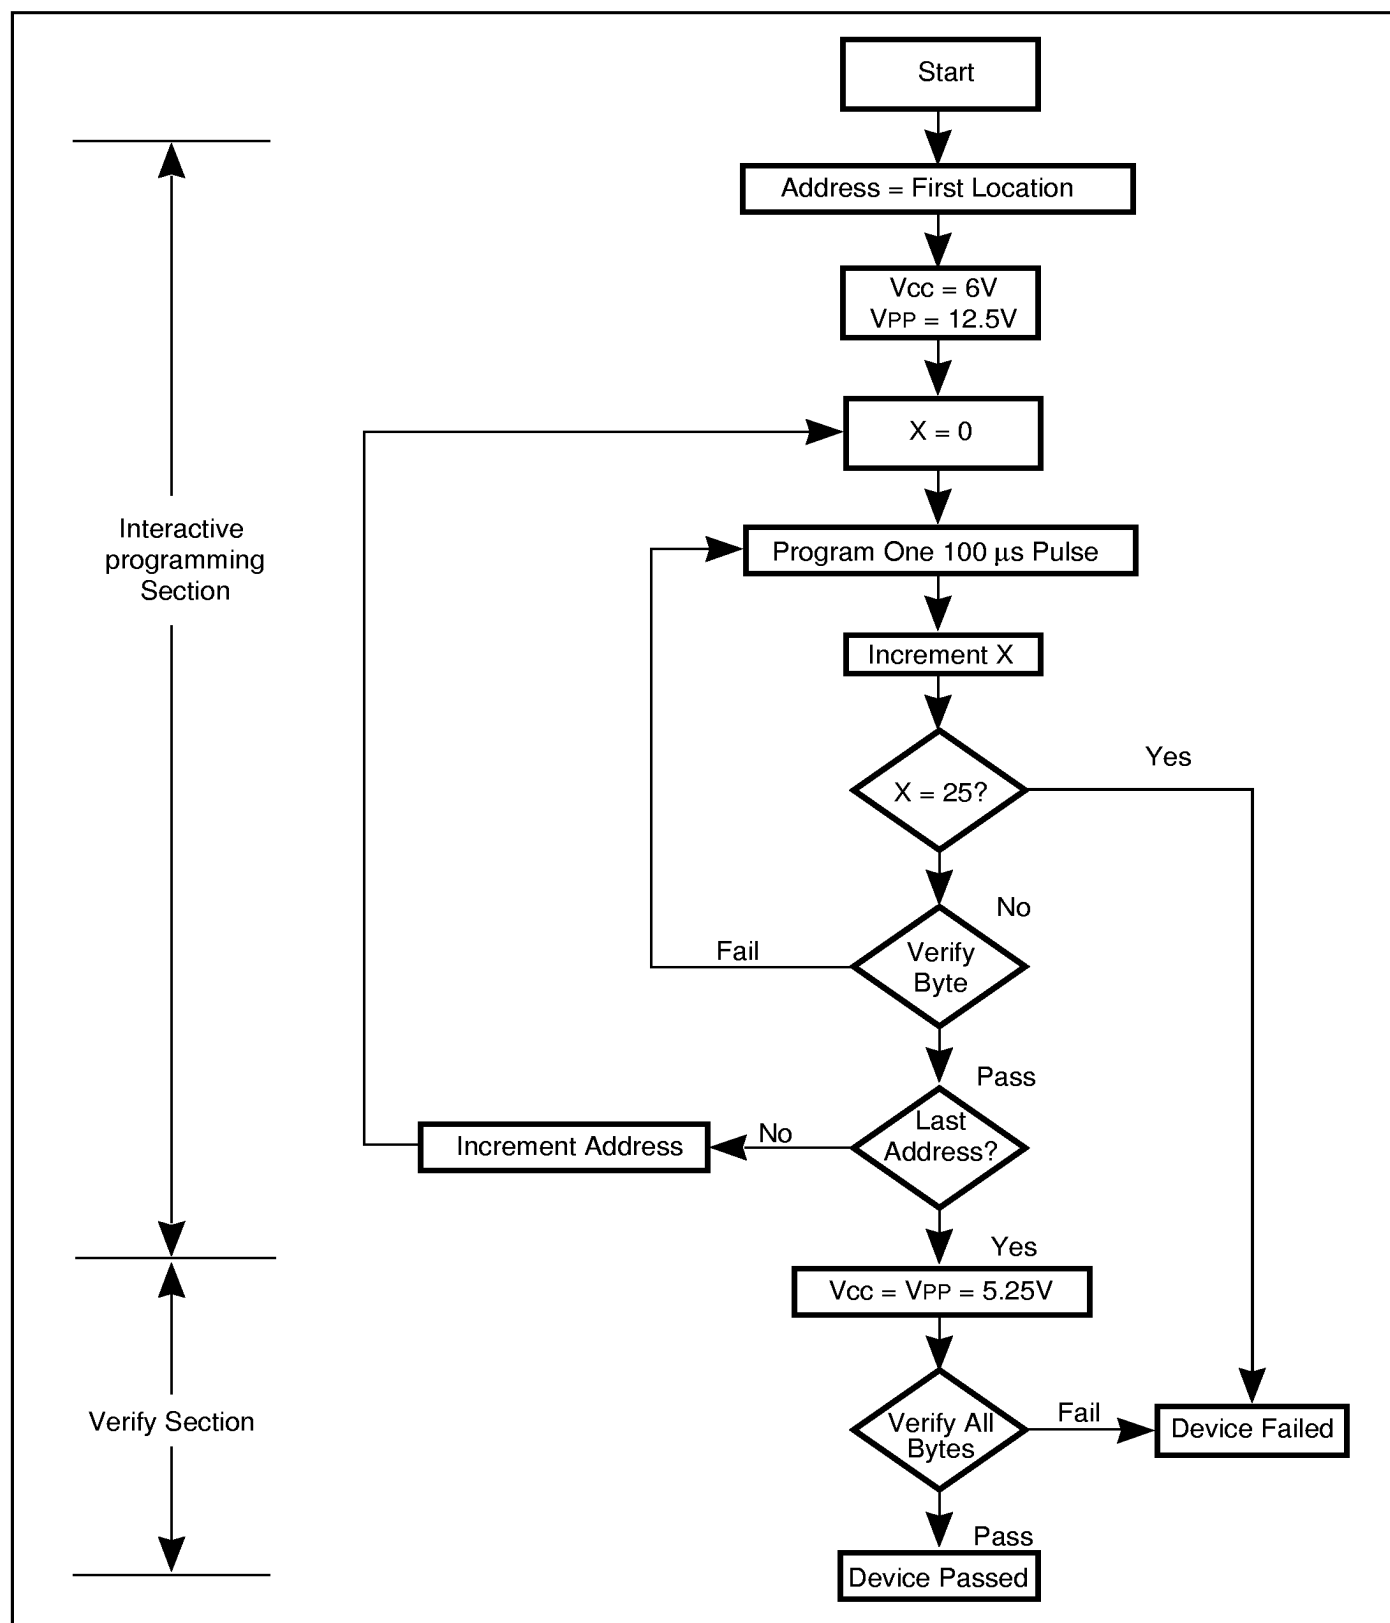 Start
Address = First Location
Vcc = 6V
VPP = 12.5V
X = 0
Interactive
programming
Section
Program One 100 µs Pulse
Increment X
X = 25?
Yes
No
Verify
Byte
Fail
Pass
Last
Address?
No
Increment Address
Yes
Vcc = VPP = 5.25V
Verify Section
Verify All
Bytes
Fail
Device Failed
Pass
Device Passed